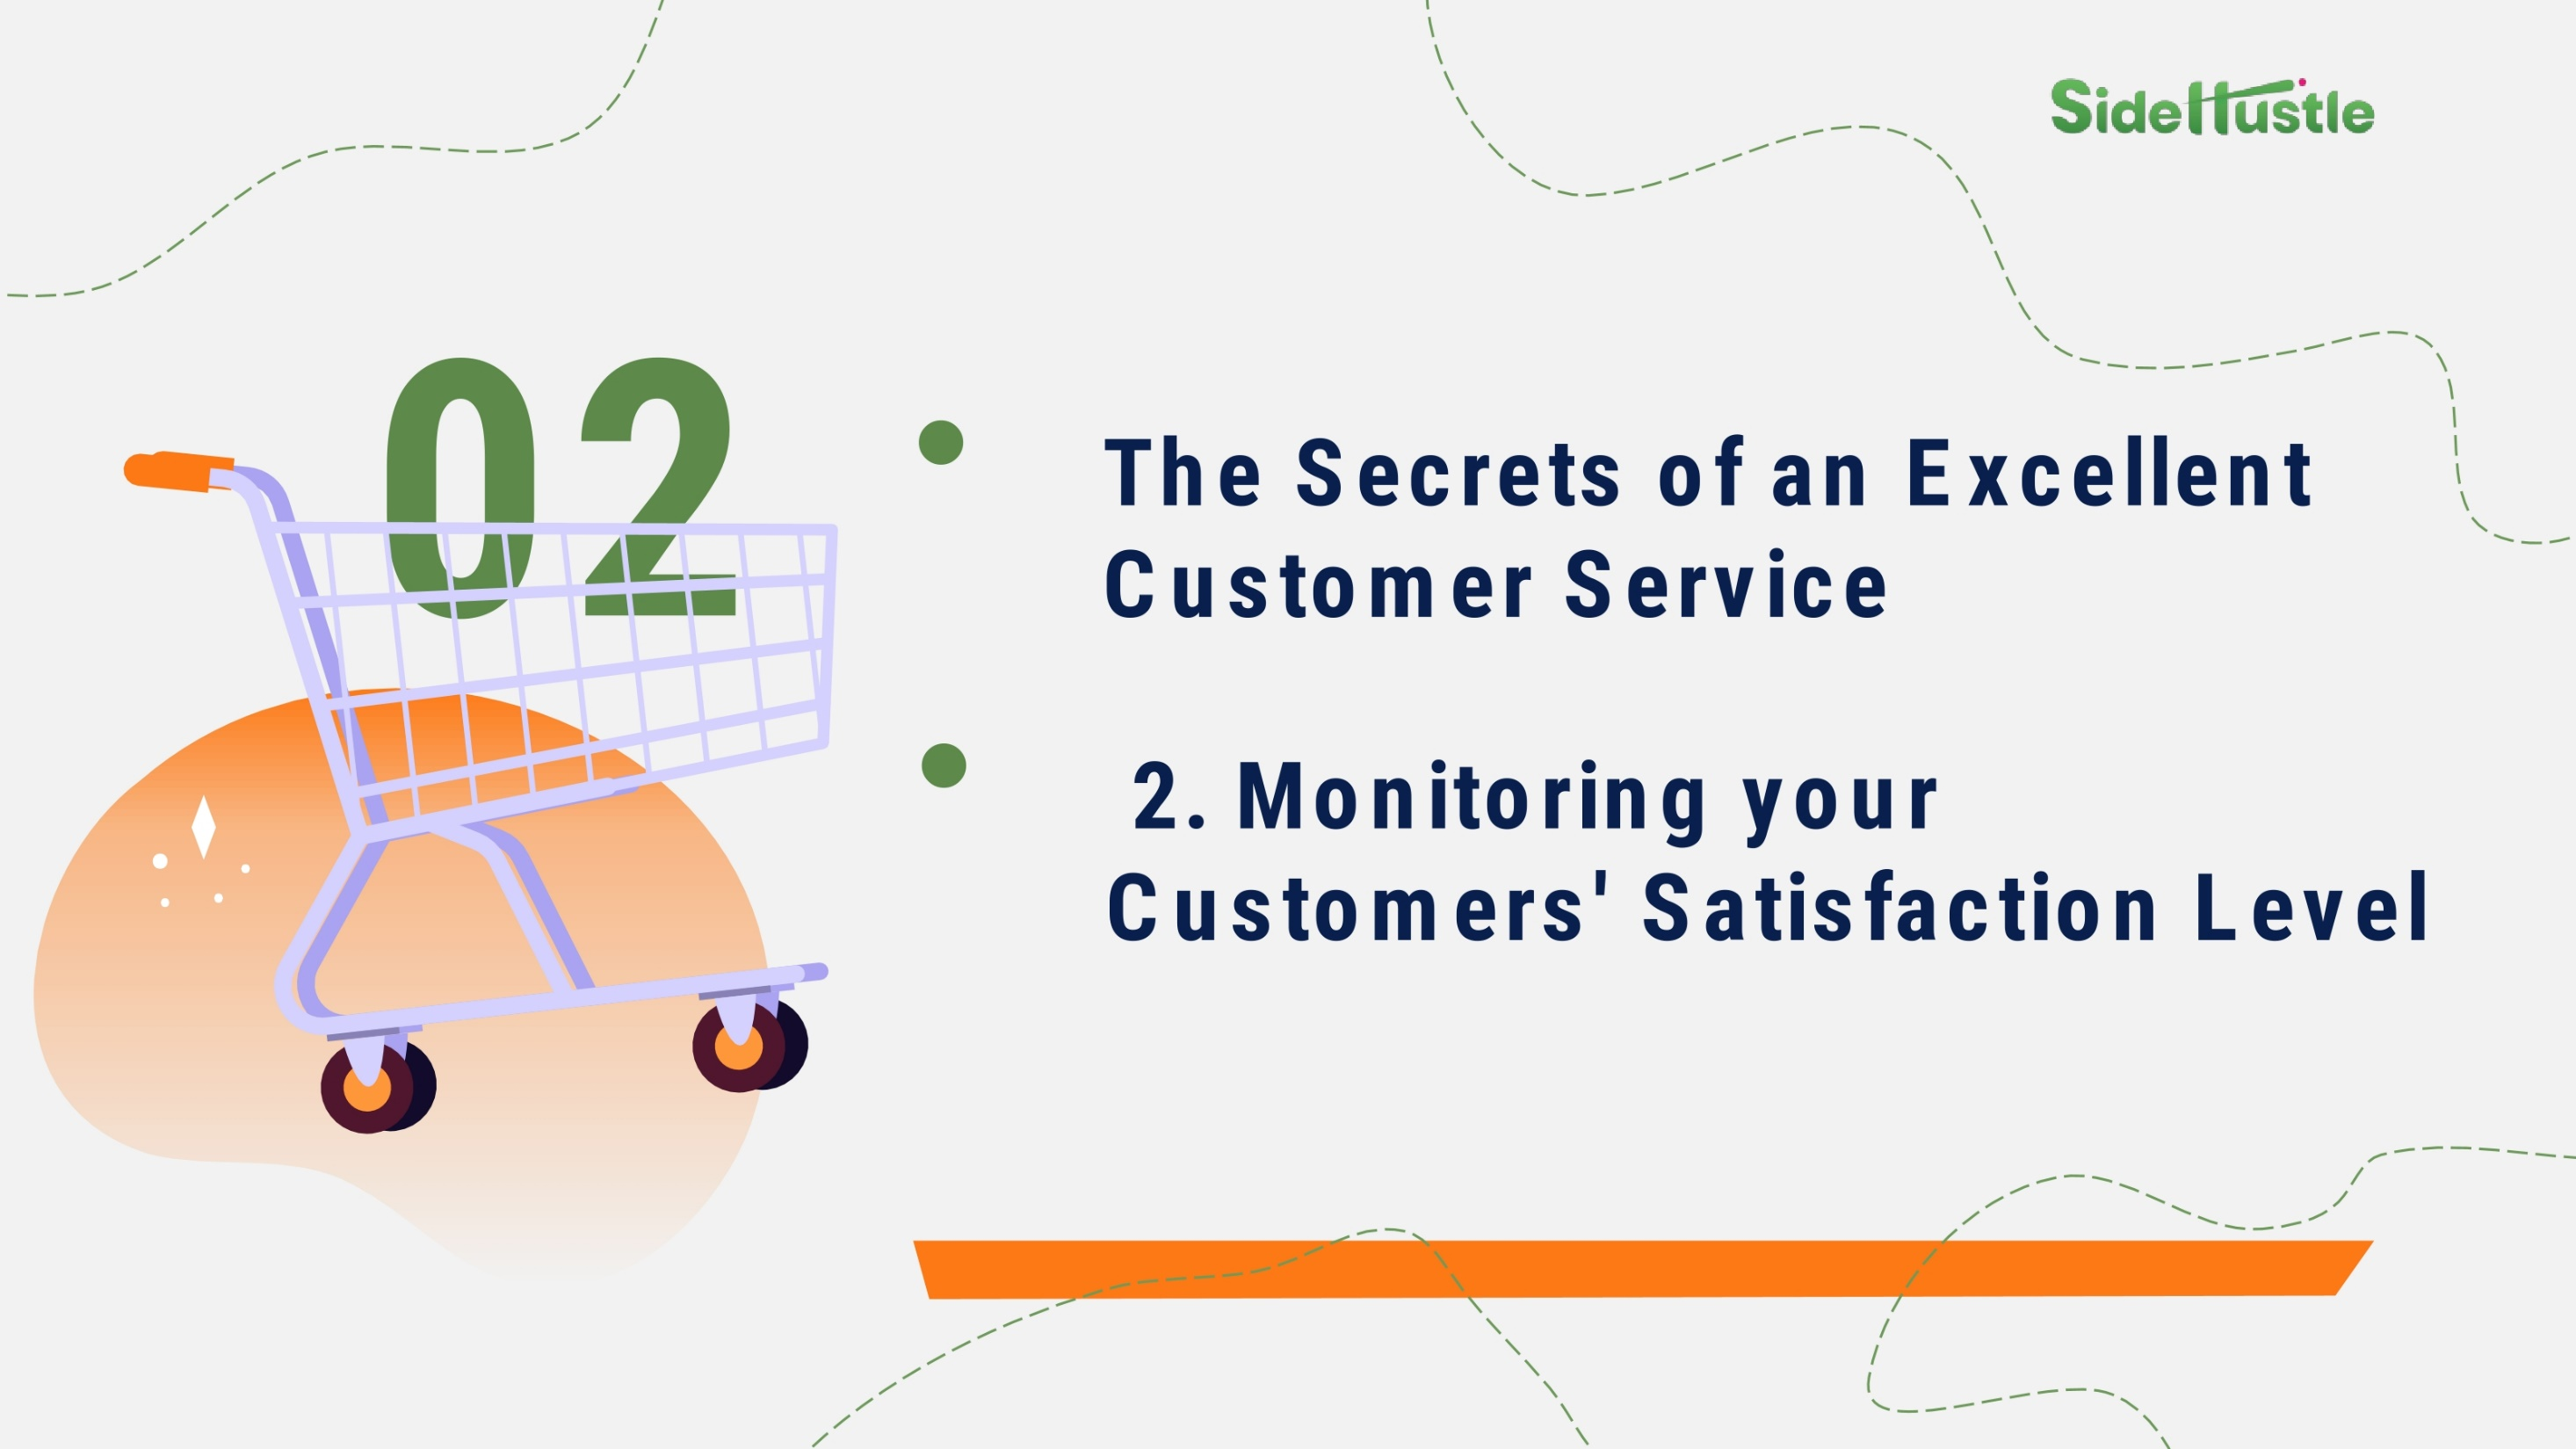 SideHustle
02
The Secrets of an Excellent
Customer Service
2. Monitoring your
Customers' Satisfaction Level